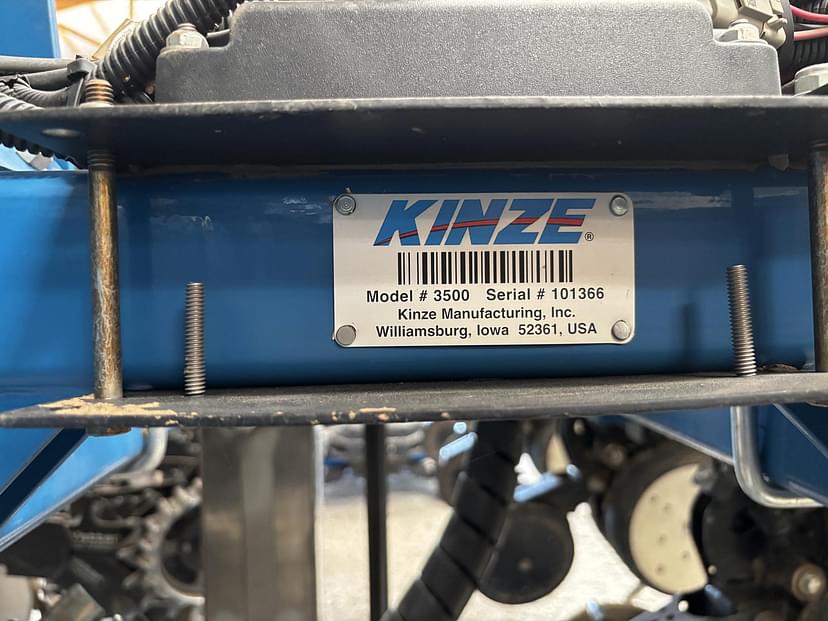 KINZE®
Model # 3500 Serial # 101366
Kinze Manufacturing, Inc.
Williamsburg, Iowa 52361, USA